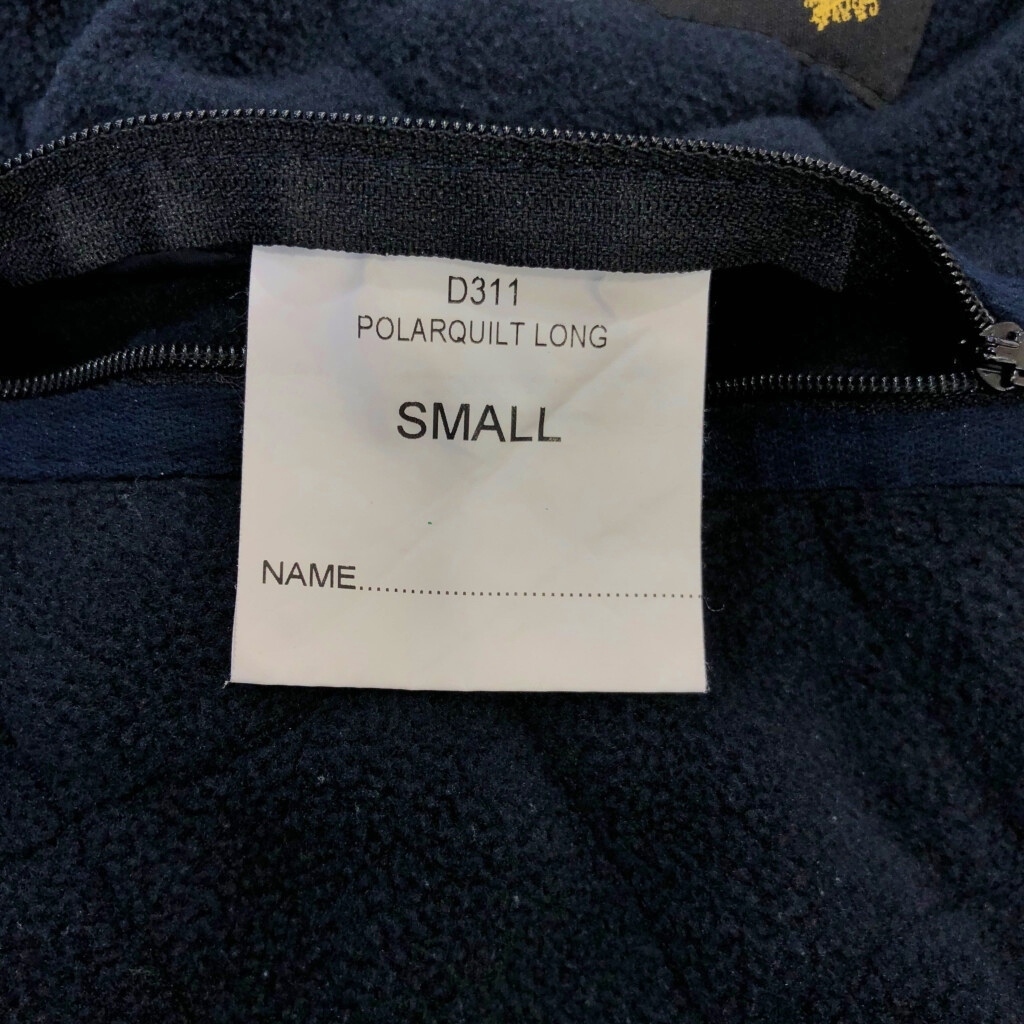 D311
POLARQUILT LONG
SMALL
NAME.............................................